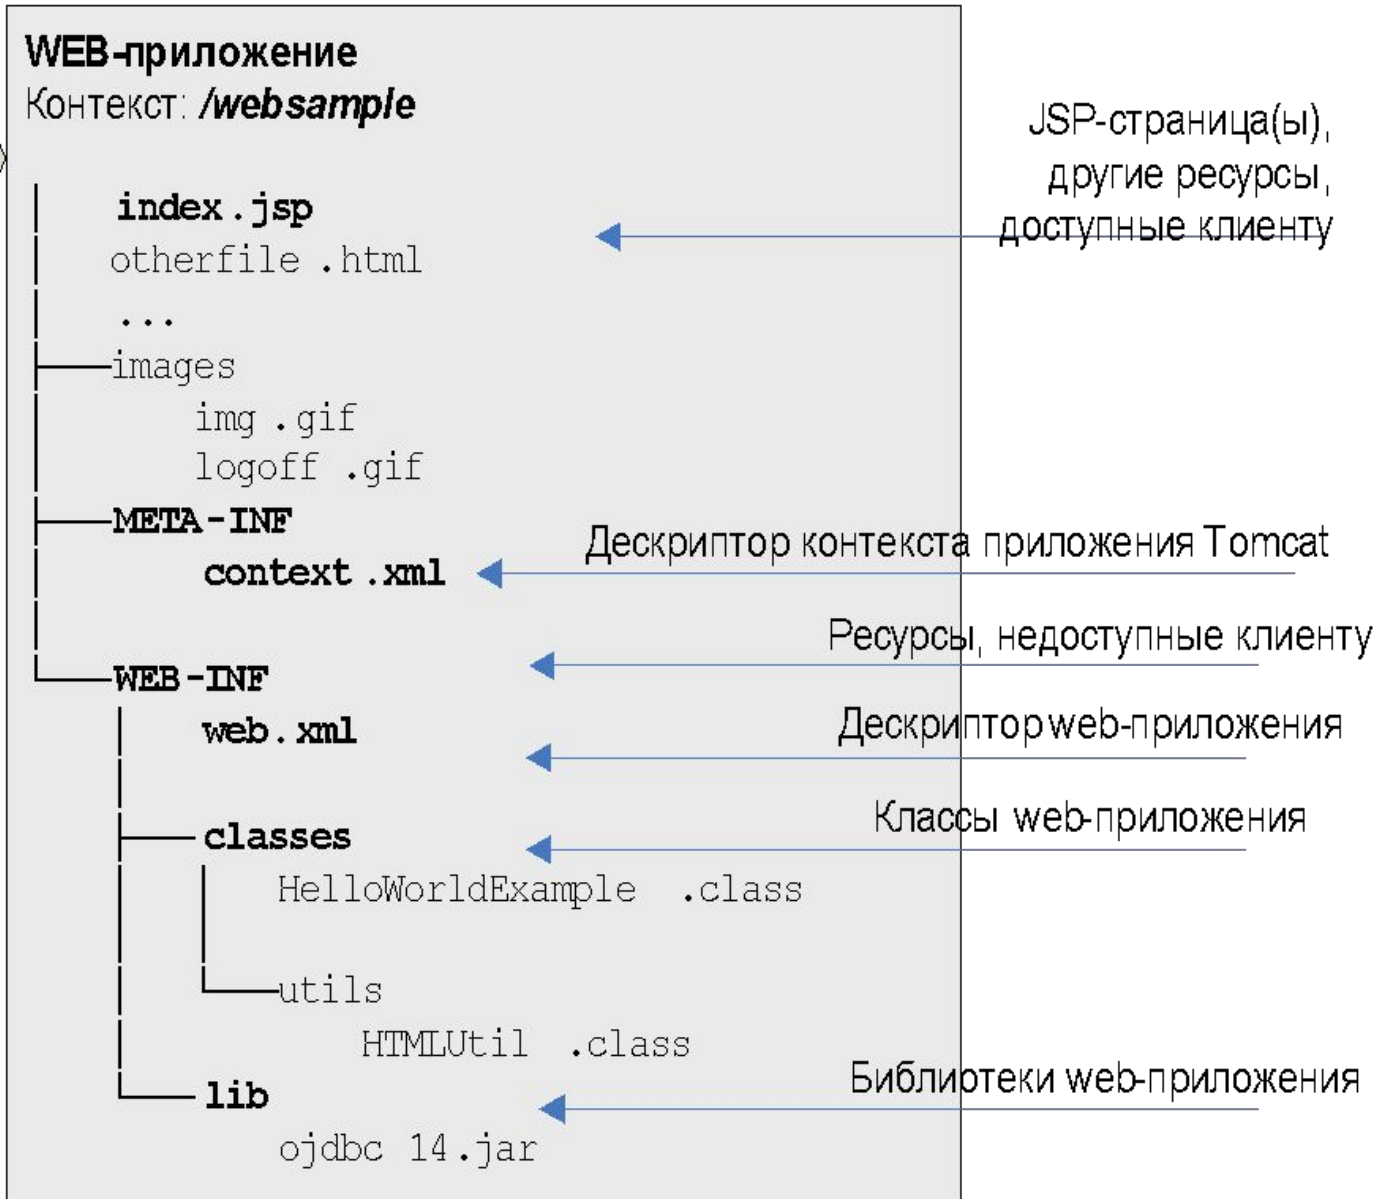 WEB-приложение
Контекст: /websample
JSP-страница(ы),
другие ресурсы,
доступные клиенту
index.jsp
otherfile .html
...
images
img .gif
logoff .gif
META-INF
Дескриптор контекста приложения Tomcat
context .xml
Ресурсы, недоступные клиенту
WEB-INF
Дескриптор web-приложения
web.xml
Классы web-приложения
classes
HelloWorldExample .class
utils
HTMLUtil .class
Библиотеки web-приложения
lib
ojdbc 14.jar